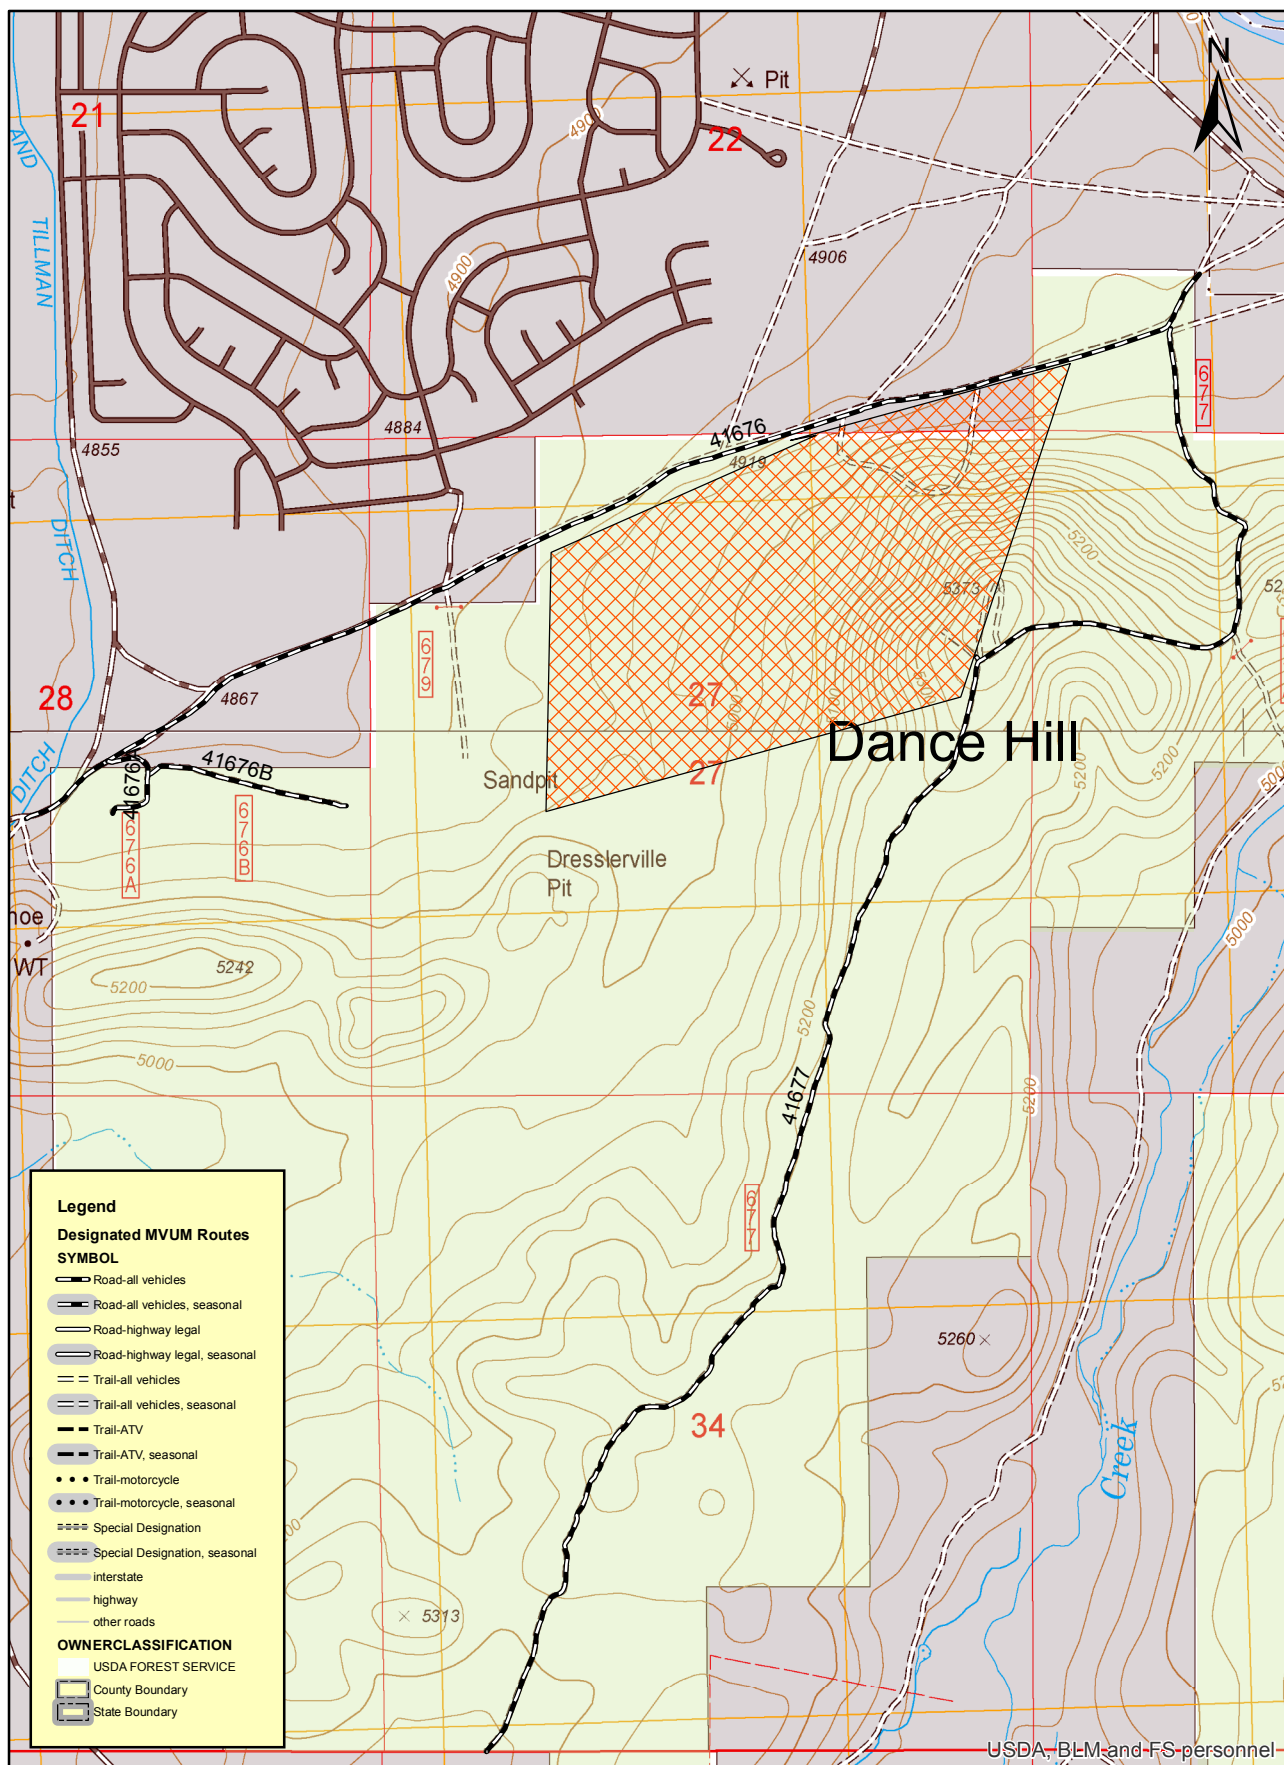 N
Pit
21
22
4900
AND
TILLMAN
4900
4906
677
41676
4884
4919
4855
DITCH
5200
5373
679
28
27
4867
5000
Dance Hill
27
41676B
DITCH
Sandpit
5200
5200
5000
676B
676A
Dresslerville
Pit
WT
5242
5200
5000
5200
5000
5200
41677
677
34
5260
Creek
5313
Legend
Designated MVUM Routes
SYMBOL
Road-all vehicles
Road-all vehicles, seasonal
Road-highway legal
Road-highway legal, seasonal
Trail-all vehicles
Trail-all vehicles, seasonal
Trail-ATV
Trail-ATV, seasonal
Trail-motorcycle
Trail-motorcycle, seasonal
Special Designation
Special Designation, seasonal
interstate
highway
other roads
OWNERCLASSIFICATION
USDA FOREST SERVICE
County Boundary
State Boundary
USDA, BLM and FS personnel